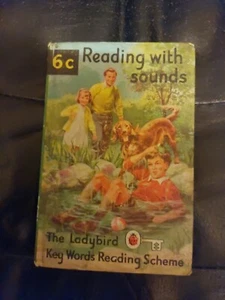 6c Reading with
sounds
The Ladybird
Key Words Reading Scheme